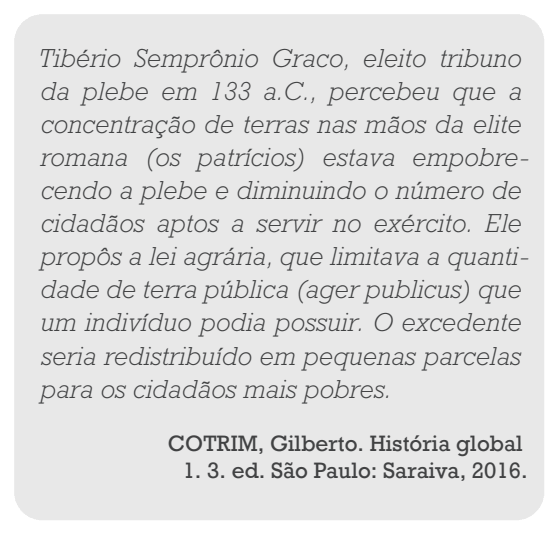 Tibério Semprônio Graco, eleito tribuno
da plebe em 133 a.C., percebeu que a
concentração de terras nas mãos da elite
romana (os patrícios) estava empobre-
cendo a plebe e diminuindo o número de
cidadãos aptos a servir no exército. Ele
propôs a lei agrária, que limitava a quanti-
dade de terra pública (ager publicus) que
um indivíduo podia possuir. O excedente
seria redistribuído em pequenas parcelas
para os cidadãos mais pobres.
COTRIM, Gilberto. História global
1. 3. ed. São Paulo: Saraiva, 2016.